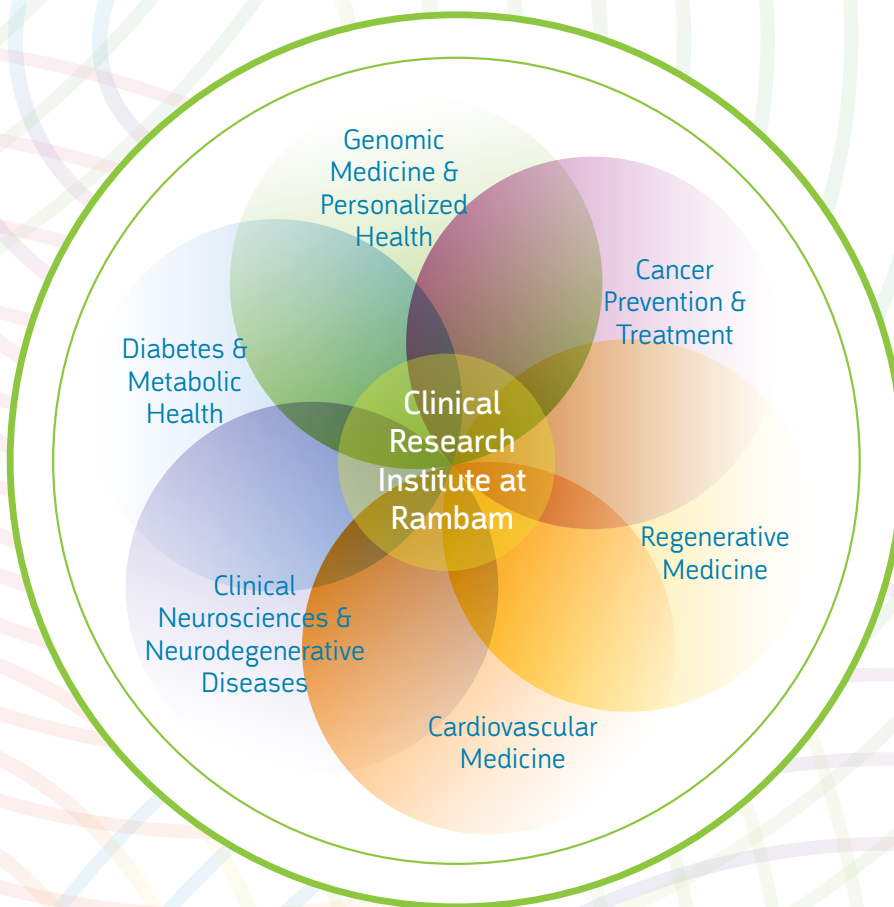 Genomic
Medicine &
Personalized
Health
Cancer
Prevention &
Treatment
Diabetes &
Metabolic
Health
Clinical
Research
Institute at
Rambam
Regenerative
Medicine
Clinical
Neurosciences &
Neurodegenerative
Diseases
Cardiovascular
Medicine